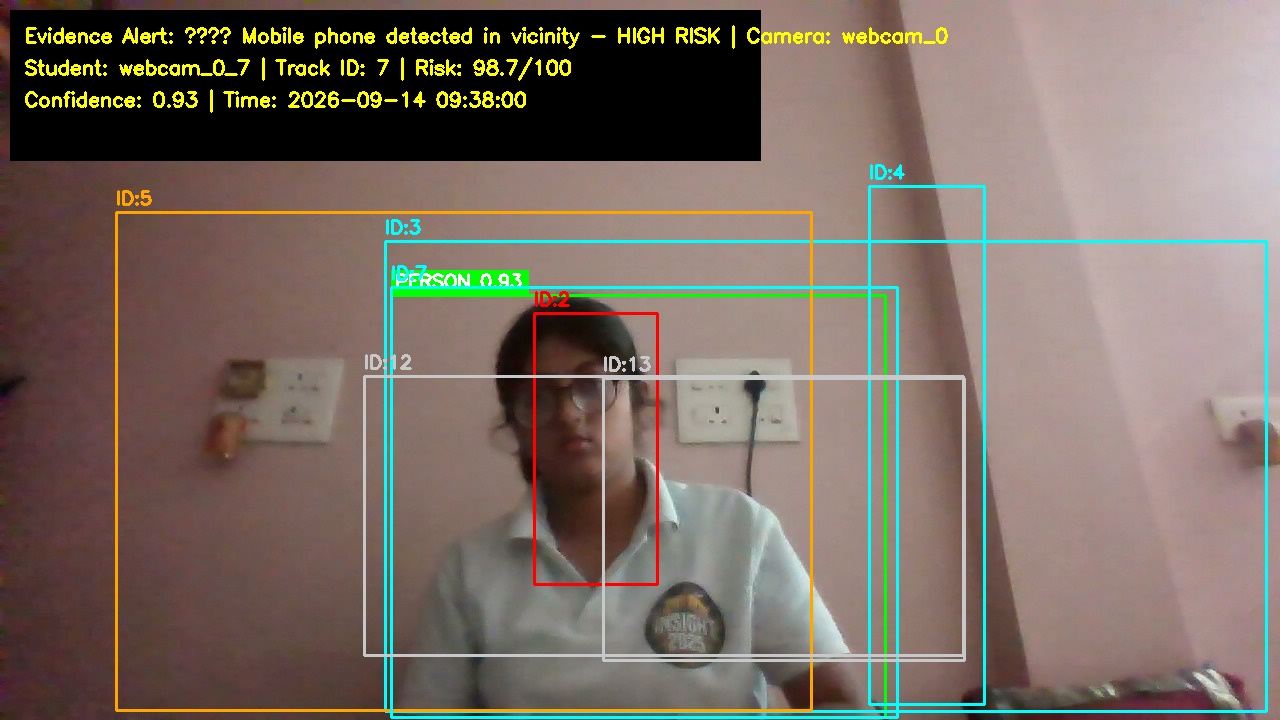 Evidence Alert: ???? Mobile phone detected in vicinity - HIGH RISK | Camera: webcam_0
Student: webcam_0_7 | Track ID: 7 | Risk: 98.7/100
Confidence: 0.93 | Time: 2026-09-14 09:38:00
ID:4
ID:5
ID:3
ID:7
PERSON 0.93
ID:2
ID:12
ID:13
INSIGHT
2025